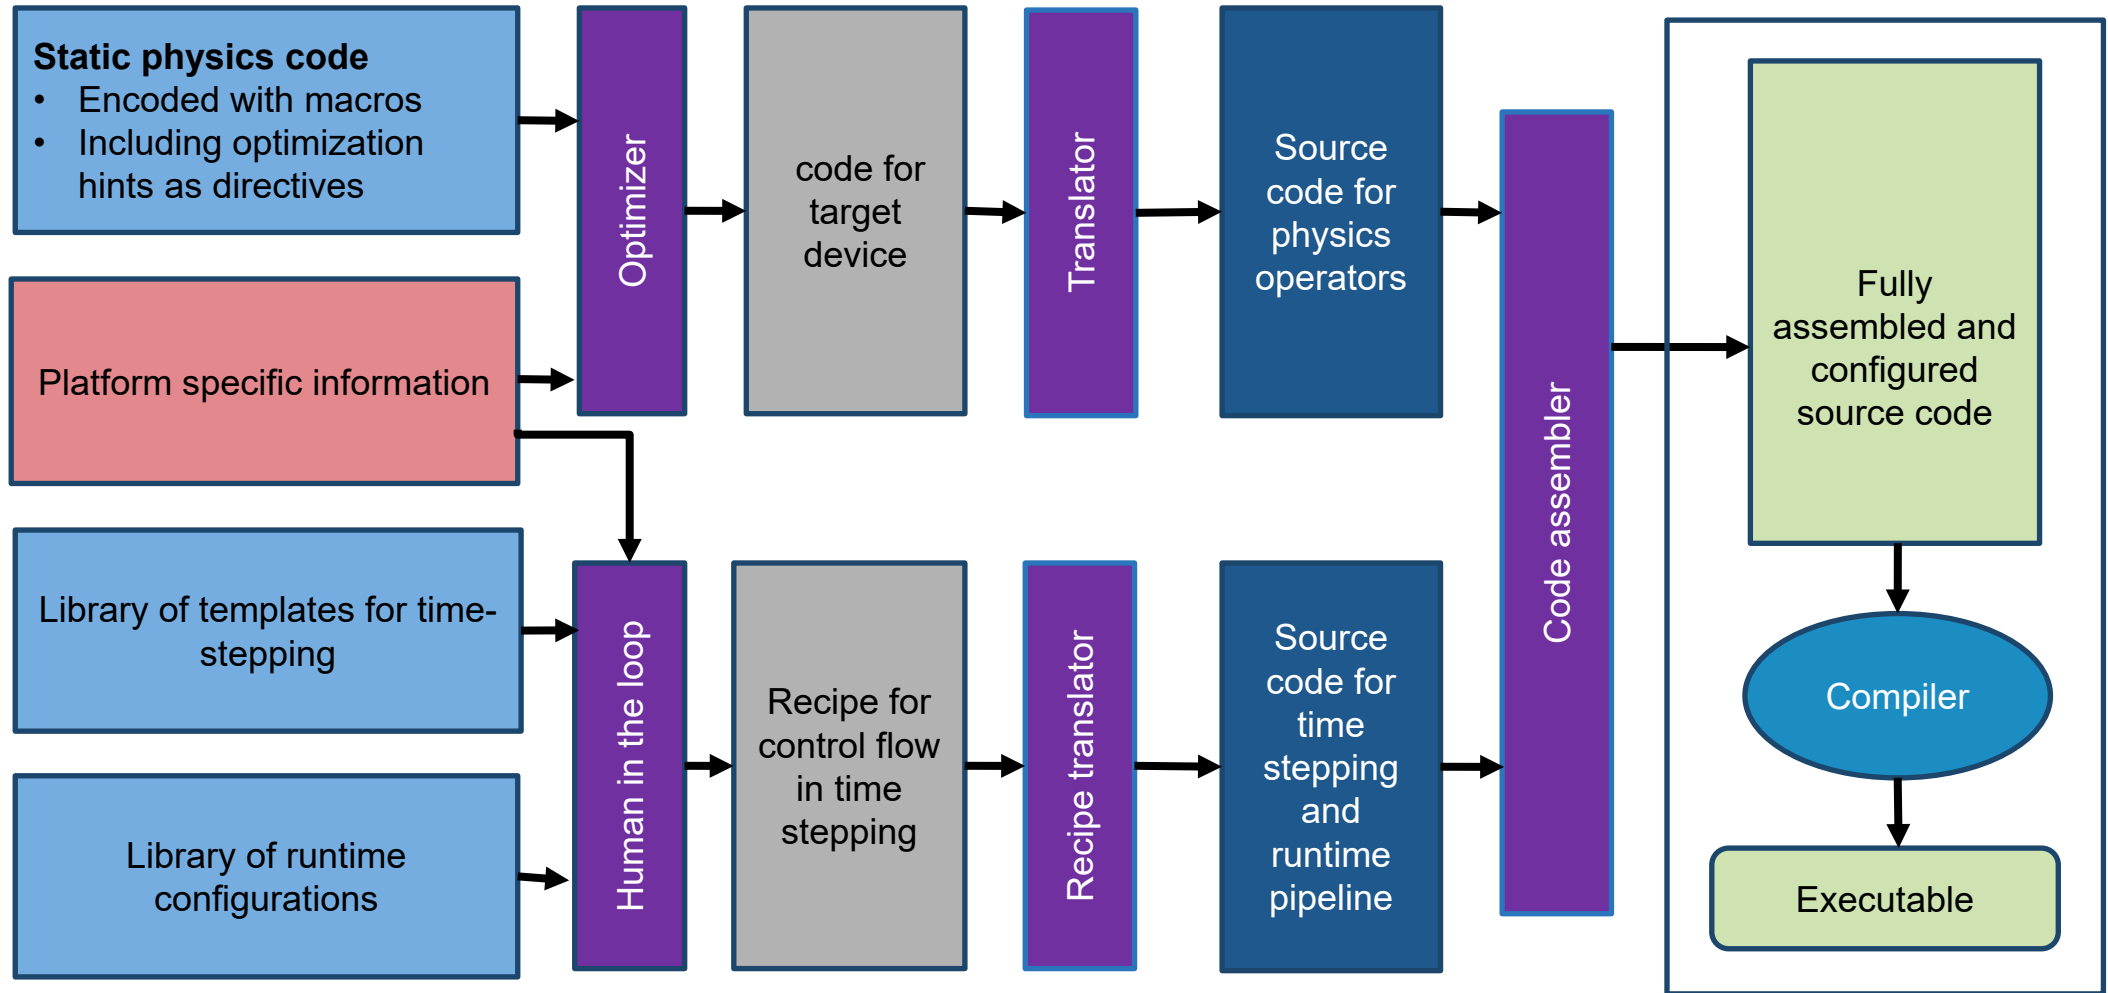 Static physics code
• Encoded with macros
• Including optimization
hints as directives
Platform specific information
Library of templates for time-
stepping
Library of runtime
configurations
Optimizer
Human in the loop
code for
target
device
Recipe for
control flow
in time
stepping
Translator
Recipe translator
Source
code for
physics
operators
Source
code for
time
stepping
and
runtime
pipeline
Code assembler
Fully
assembled and
configured
source code
Compiler
Executable